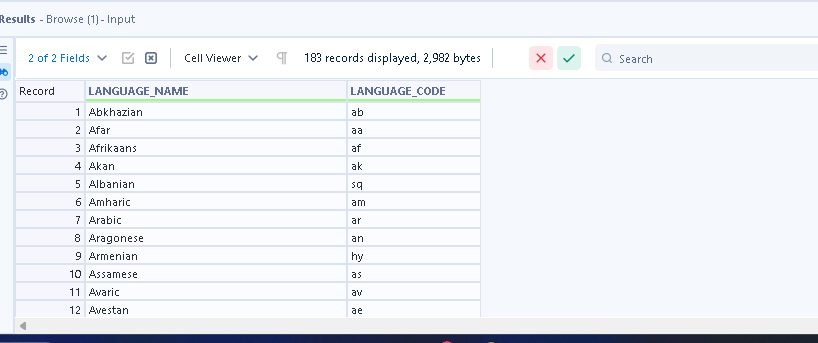 Results - Browse (1) - Input
2 of 2 Fields Cell Viewer 183 records displayed, 2,982 bytes Search
Record LANGUAGE_NAME LANGUAGE_CODE
1 Abkhazian ab
2 Afar aa
3 Afrikaans af
4 Akan ak
5 Albanian sq
6 Amharic am
7 Arabic ar
8 Aragonese an
9 Armenian hy
10 Assamese as
11 Avaric av
12 Avestan ae